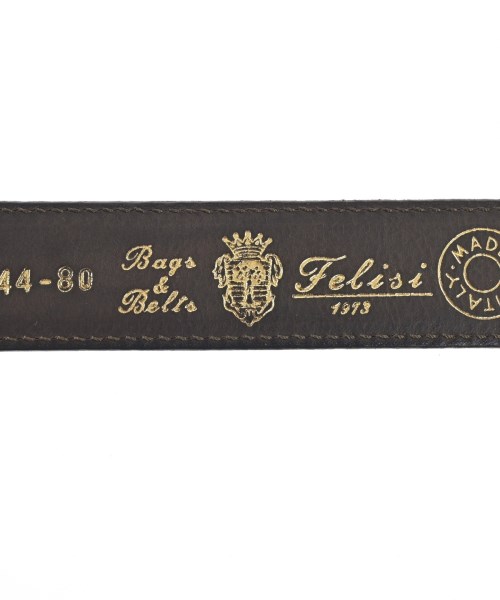 44-80
Bags
&
Belts
Felisi
1973
MADE
ITALY